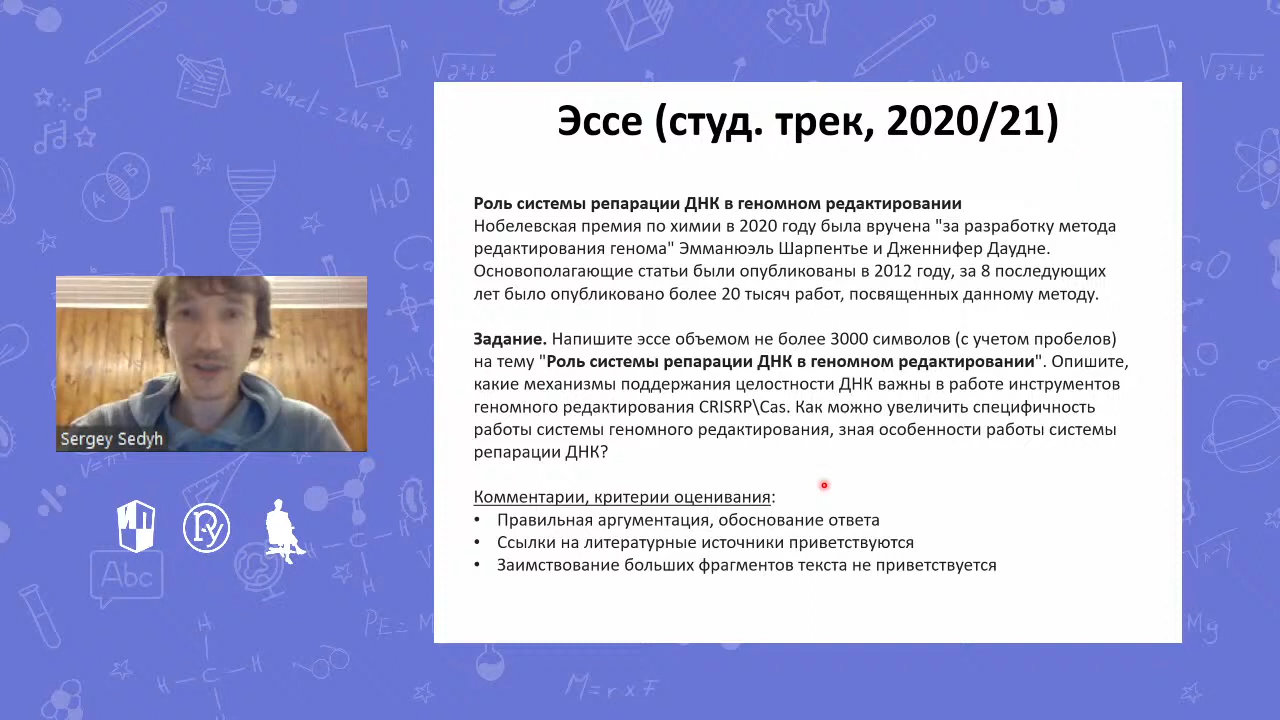 Эссе (студ. трек, 2020/21)
Роль системы репарации ДНК в геномном редактировании
Нобелевская премия по химии в 2020 году была вручена "за разработку метода
редактирования генома" Эммануэль Шарпентье и Дженнифер Даудне.
Основополагающие статьи были опубликованы в 2012 году, за 8 последующих
лет было опубликовано более 20 тысяч работ, посвященных данному методу.
Задание. Напишите эссе объемом не более 3000 символов (с учетом пробелов)
на тему "Роль системы репарации ДНК в геномном редактировании". Опишите,
какие механизмы поддержания целостности ДНК важны в работе инструментов
геномного редактирования CRISRP\Cas. Как можно увеличить специфичность
работы системы геномного редактирования, зная особенности работы системы
репарации ДНК?
Комментарии, критерии оценивания:
• Правильная аргументация, обоснование ответа
• Ссылки на литературные источники приветствуются
• Заимствование больших фрагментов текста не приветствуется
Sergey Sedyh
Abc
H₂O
M=r x F